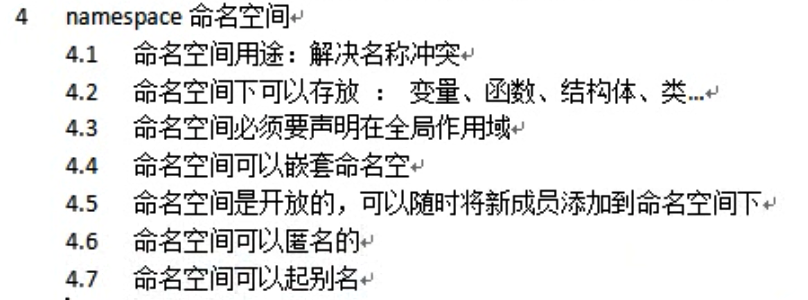 4 namespace 命名空间
4.1 命名空间用途：解决名称冲突
4.2 命名空间下可以存放 ： 变量、函数、结构体、类...
4.3 命名空间必须要声明在全局作用域
4.4 命名空间可以嵌套命名空
4.5 命名空间是开放的，可以随时将新成员添加到命名空间下
4.6 命名空间可以匿名的
4.7 命名空间可以起别名